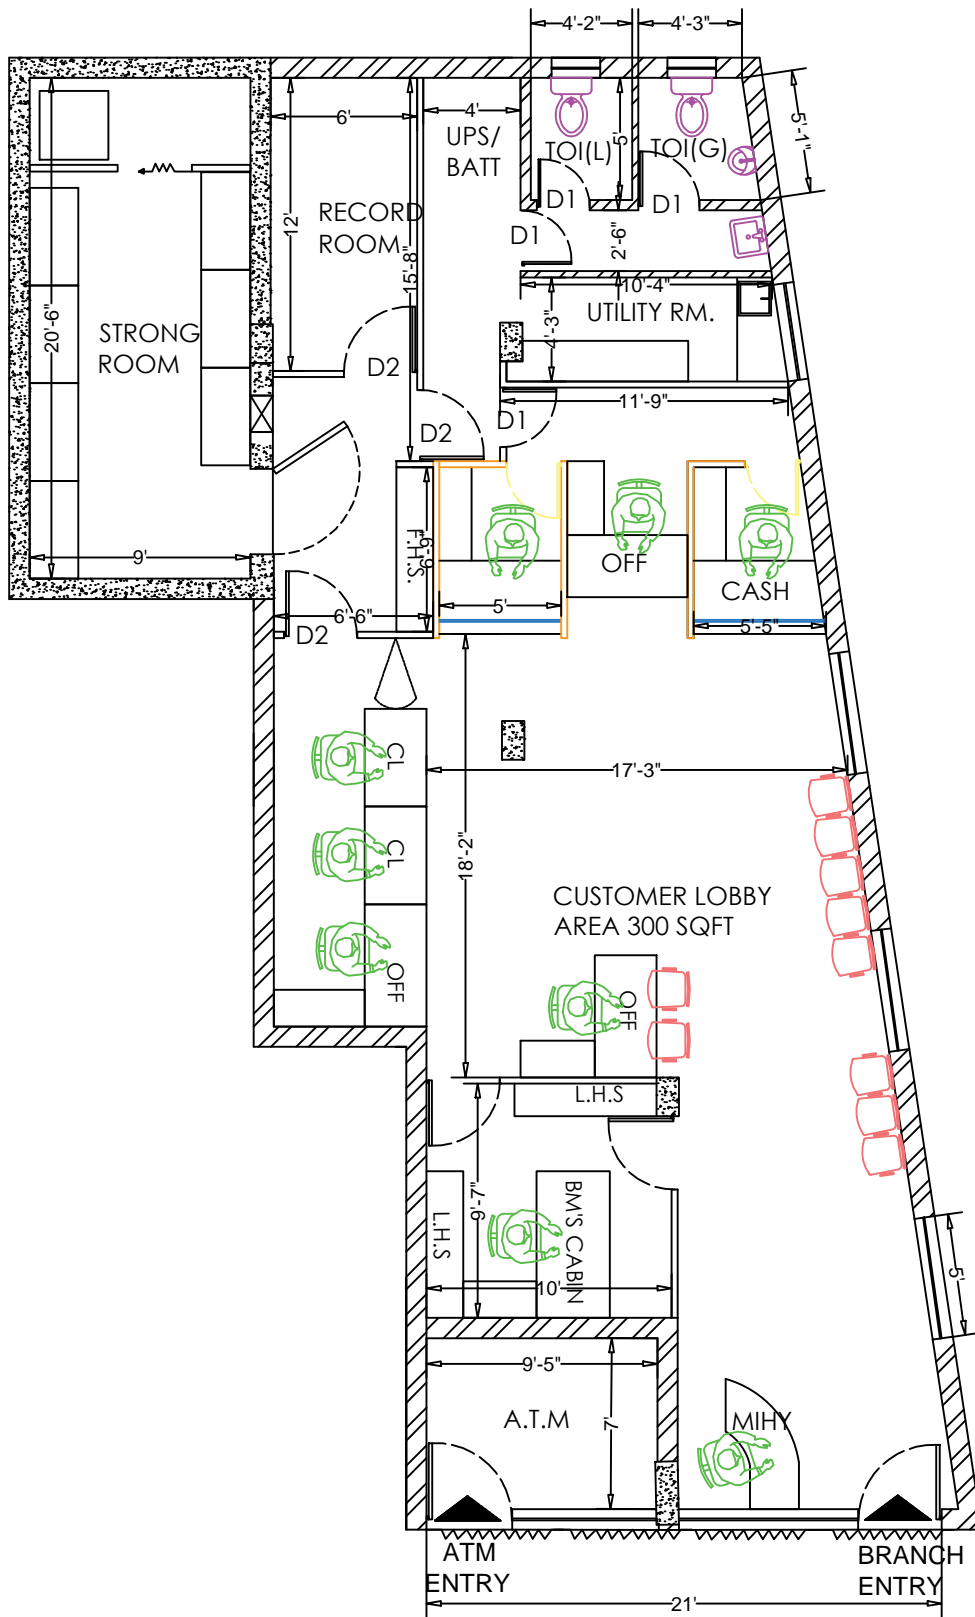 4'-2"
4'-3"
6'
4'
UPS/
BATT
TOI(L)
5'
TOI(G)
5'-1"
D1
D1
D1
2'-6"
12'
RECORD
ROOM
15'-8"
10'-4"
UTILITY RM.
4'-3"
20'-6"
STRONG
ROOM
D2
D2
D1
11'-9"
9'
F.H.S.
9'-9"
OFF
CASH
6'-6"
D2
5'
5'-5"
CL
17'-3"
CL
18'-2"
CUSTOMER LOBBY
AREA 300 SQFT
OFF
OFF
L.H.S
9'-7"
L.H.S
BM'S CABIN
10'
5'
9'-5"
A.T.M
7'
MIHY
ATM
ENTRY
BRANCH
ENTRY
21'